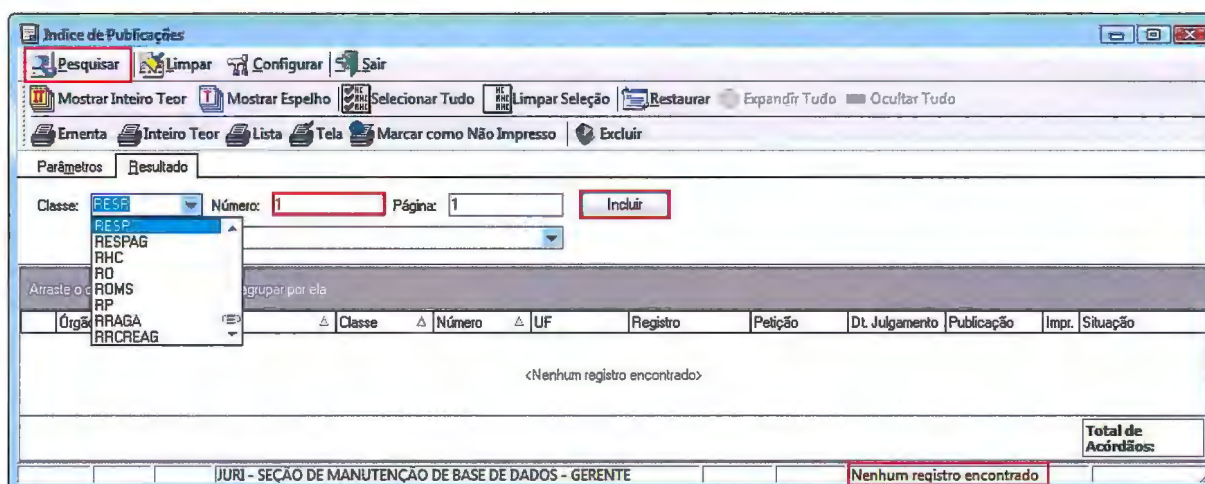 Indice de Publicações
Pesquisar Limpar Configurar Sair
Mostrar Inteiro Teor Mostrar Espelho Selecionar Tudo Limpar Seleção Restaurar Expandir Tudo Ocultar Tudo
Ementa Inteiro Teor Lista Tela Marcar como Não Impresso Excluir
Parâmetros Resultado
Classe: RESP Número: 1 Página: 1 Incluir
RESP
RESPAG
RHC
RO
ROMS
RP
RRAGA
RRCREAG
Arraste o agrupar por ela
Classe Número UF Registro Petição Dt. Julgamento Publicação Impr. Situação
<Nenhum registro encontrado>
Total de
Acórdãos:
JURI - SEÇÃO DE MANUTENÇÃO DE BASE DE DADOS - GERENTE Nenhum registro encontrado